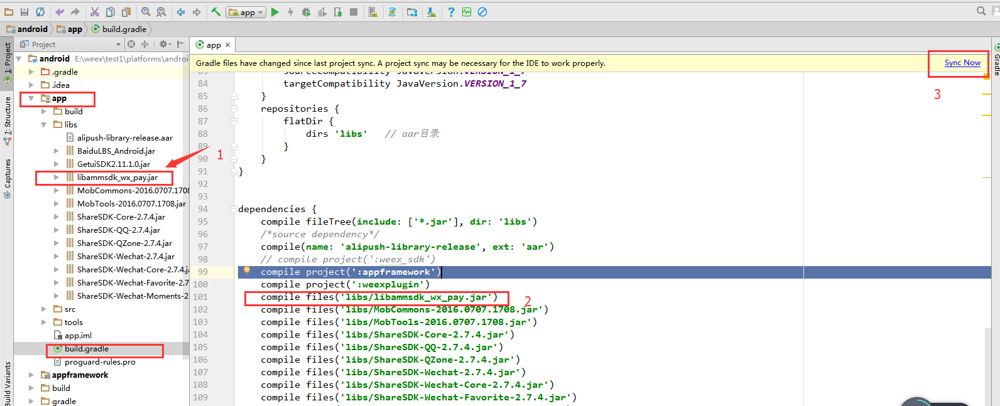 app
android
app
build.gradle
Project
app
1: Project
7: Structure
Captures
Build Variants
Gradle
android E:\weex\test1\platforms\androi
.gradle
.idea
app
build
libs
alipush-library-release.aar
BaiduLBS_Android.jar
GetuiSDK2.11.1.0.jar
libammsdk_wx_pay.jar
MobCommons-2016.0707.1708
MobTools-2016.0707.1708.jar
ShareSDK-Core-2.7.4.jar
ShareSDK-QQ-2.7.4.jar
ShareSDK-QZone-2.7.4.jar
ShareSDK-Wechat-2.7.4.jar
ShareSDK-Wechat-Core-2.7.4.ja
ShareSDK-Wechat-Favorite-2.7
ShareSDK-Wechat-Moments-2.
src
tools
app.iml
build.gradle
proguard-rules.pro
appframework
build
gradle
1
Gradle files have changed since last project sync. A project sync may be necessary for the IDE to work properly.
Sync Now
3
83 sourceCompatibility JavaVersion.VERSION_1_7
84 targetCompatibility JavaVersion.VERSION_1_7
85 }
86 repositories {
87 flatDir {
88 dirs 'libs' // aar目录
89 }
90 }
91 }
92
93
94 dependencies {
95 compile fileTree(include: ['*.jar'], dir: 'libs')
96 /*source dependency*/
97 compile(name: 'alipush-library-release', ext: 'aar')
98 // compile project(':weex_sdk')
99 compile project(':appframework')
100 compile project(':weexplugin')
101 compile files('libs/libammsdk_wx_pay.jar')
2
102 compile files('libs/MobCommons-2016.0707.1708.jar')
103 compile files('libs/MobTools-2016.0707.1708.jar')
104 compile files('libs/ShareSDK-Core-2.7.4.jar')
105 compile files('libs/ShareSDK-QQ-2.7.4.jar')
106 compile files('libs/ShareSDK-QZone-2.7.4.jar')
107 compile files('libs/ShareSDK-Wechat-2.7.4.jar')
108 compile files('libs/ShareSDK-Wechat-Core-2.7.4.jar')
109 compile files('libs/ShareSDK-Wechat-Favorite-2.7.4.jar')